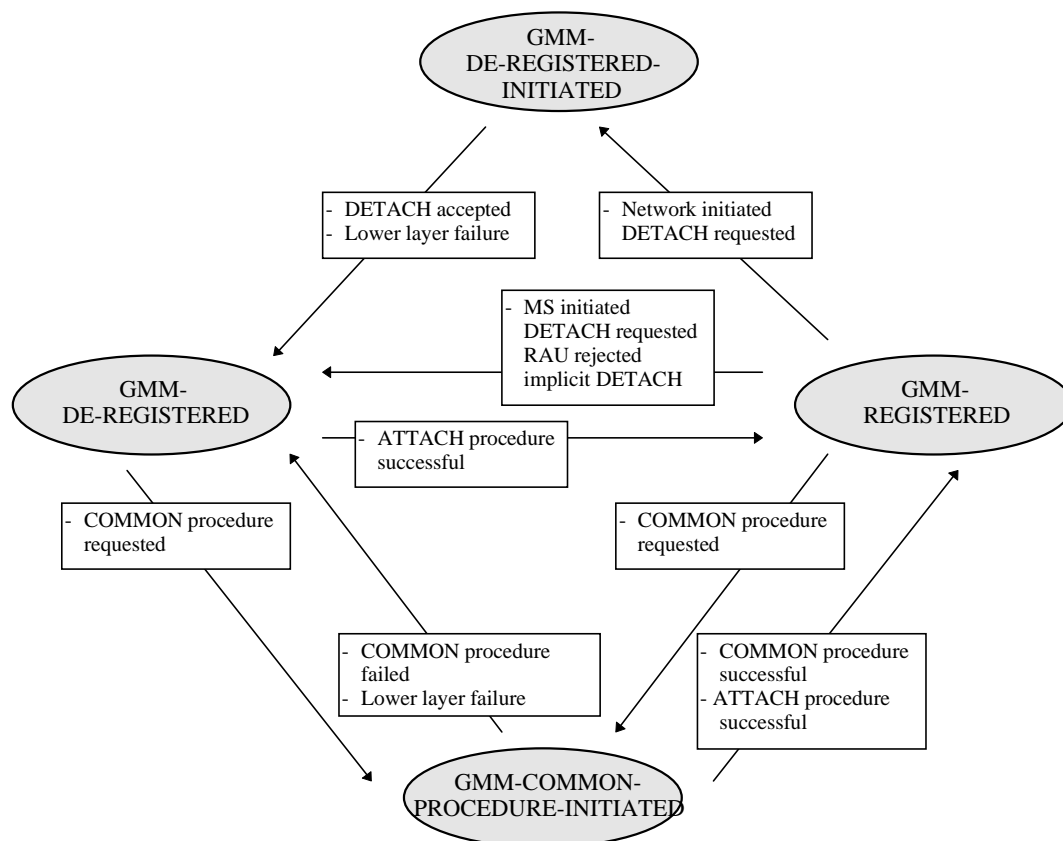 GMM-
DE-REGISTERED-
INITIATED
- DETACH accepted
- Lower layer failure
- Network initiated
DETACH requested
- MS initiated
DETACH requested
RAU rejected
implicit DETACH
GMM-
DE-REGISTERED
GMM-
REGISTERED
- ATTACH procedure
successful
- COMMON procedure
requested
- COMMON procedure
requested
- COMMON procedure
failed
- Lower layer failure
- COMMON procedure
successful
- ATTACH procedure
successful
GMM-COMMON-
PROCEDURE-INITIATED